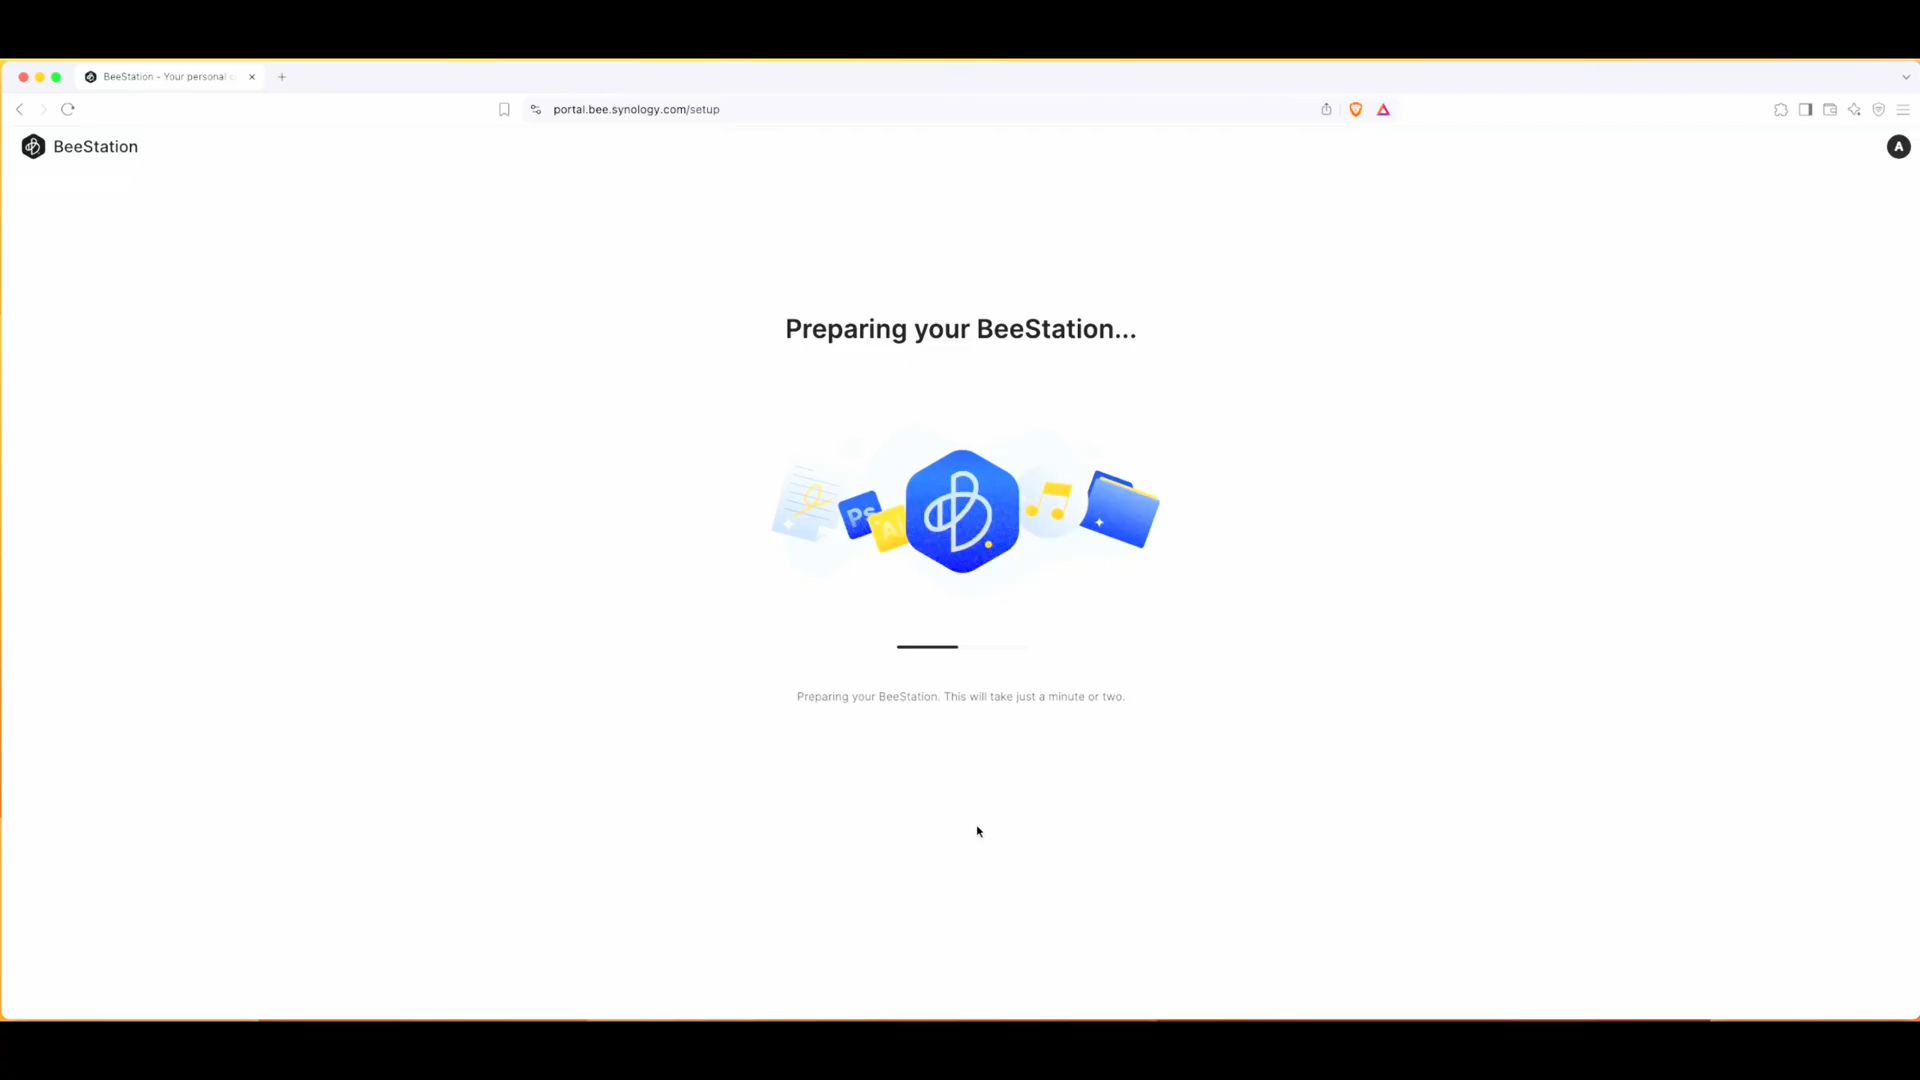 BeeStation - Your personal
portal.bee.synology.com/setup
BeeStation
A
Preparing your BeeStation...
Ps
Ai
Preparing your BeeStation. This will take just a minute or two.